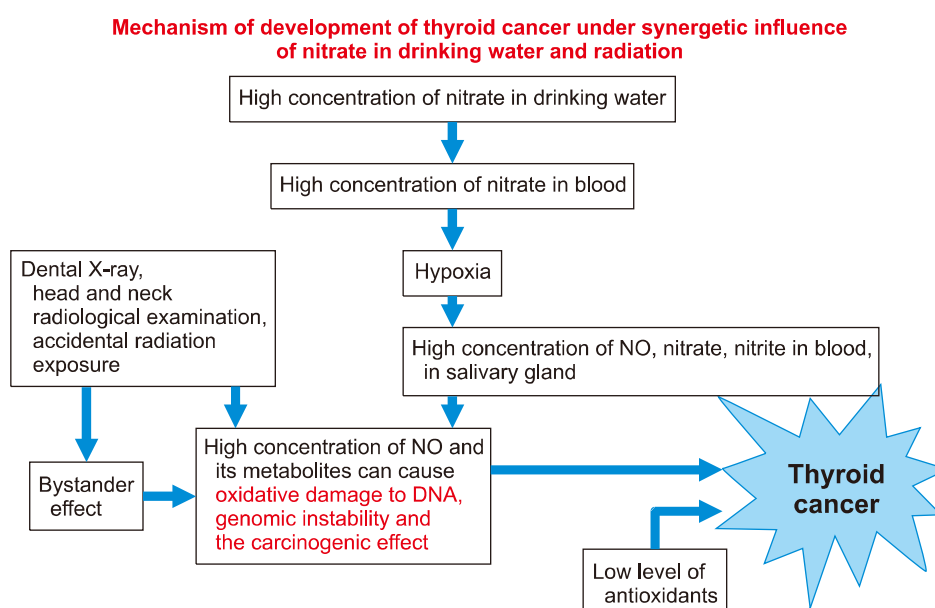 Mechanism of development of thyroid cancer under synergetic influence
of nitrate in drinking water and radiation
High concentration of nitrate in drinking water
High concentration of nitrate in blood
Hypoxia
Dental X-ray,
head and neck
radiological examination,
accidental radiation
exposure
High concentration of NO, nitrate, nitrite in blood,
in salivary gland
High concentration of NO and
its metabolites can cause
oxidative damage to DNA,
genomic instability and
the carcinogenic effect
Bystander
effect
Thyroid
cancer
Low level of
antioxidants